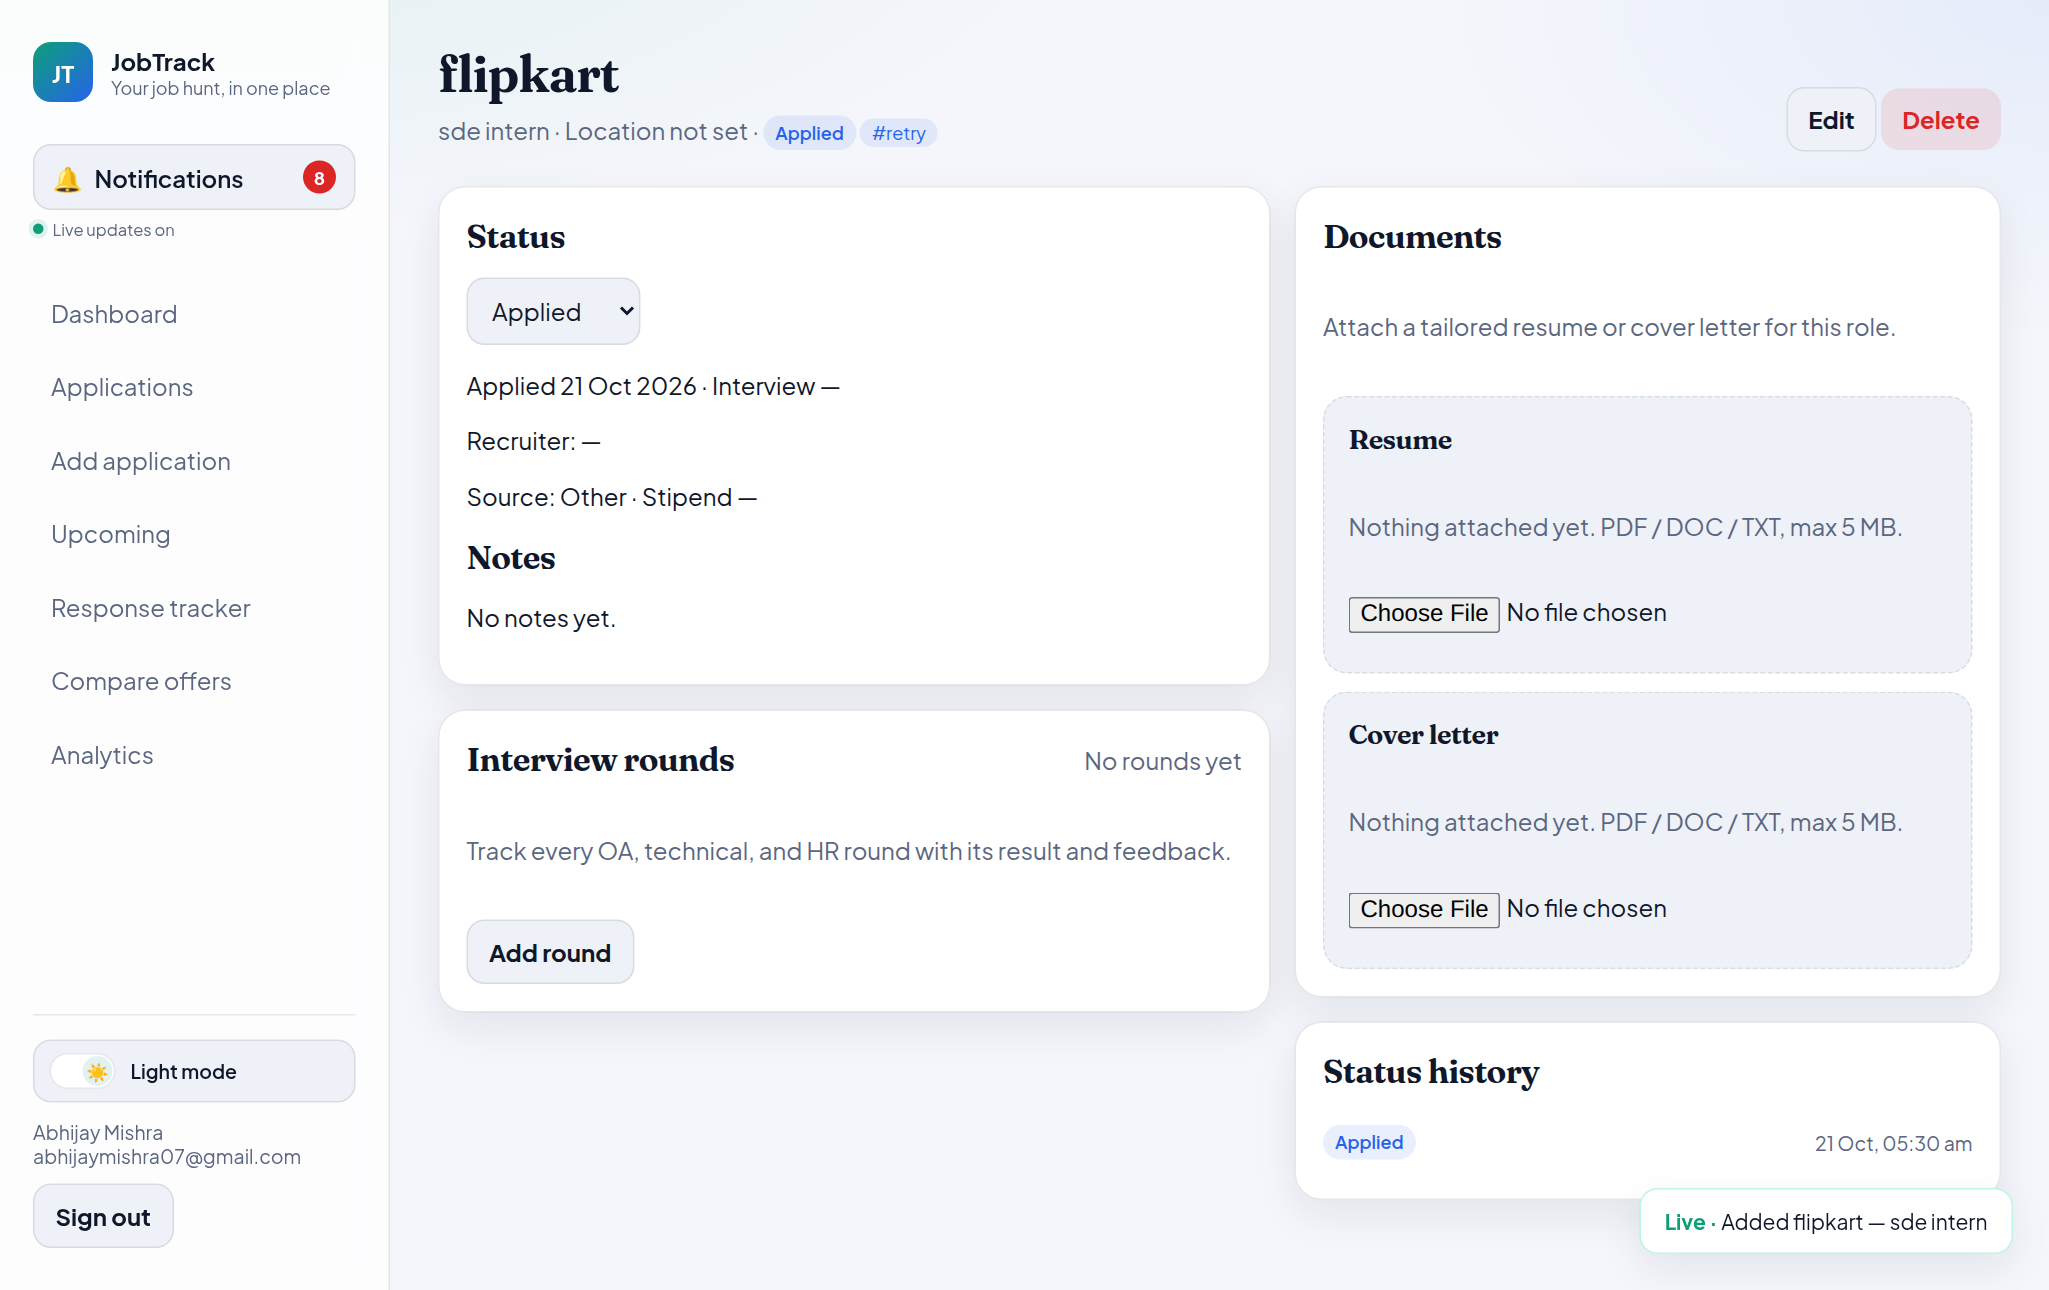 JT
JobTrack
Your job hunt, in one place
🔔 Notifications 8
Live updates on
Dashboard
Applications
Add application
Upcoming
Response tracker
Compare offers
Analytics
Light mode
Abhijay Mishra
abhijaymishra07@gmail.com
Sign out
flipkart
sde intern · Location not set · Applied #retry
Edit
Delete
Status
Applied
Applied 21 Oct 2026 · Interview —
Recruiter: —
Source: Other · Stipend —
Notes
No notes yet.
Interview rounds
No rounds yet
Track every OA, technical, and HR round with its result and feedback.
Add round
Documents
Attach a tailored resume or cover letter for this role.
Resume
Nothing attached yet. PDF / DOC / TXT, max 5 MB.
Choose File No file chosen
Cover letter
Nothing attached yet. PDF / DOC / TXT, max 5 MB.
Choose File No file chosen
Status history
Applied 21 Oct, 05:30 am
Live · Added flipkart — sde intern